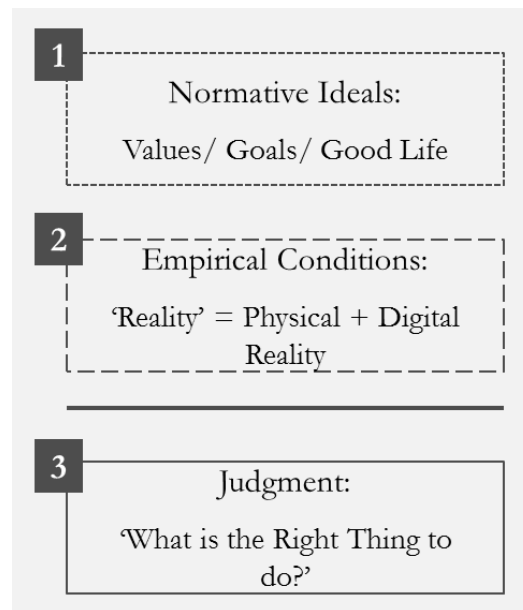 1
Normative Ideals:
Values/ Goals/ Good Life
2
Empirical Conditions:
‘Reality’ = Physical + Digital
Reality
3
Judgment:
‘What is the Right Thing to
do?’